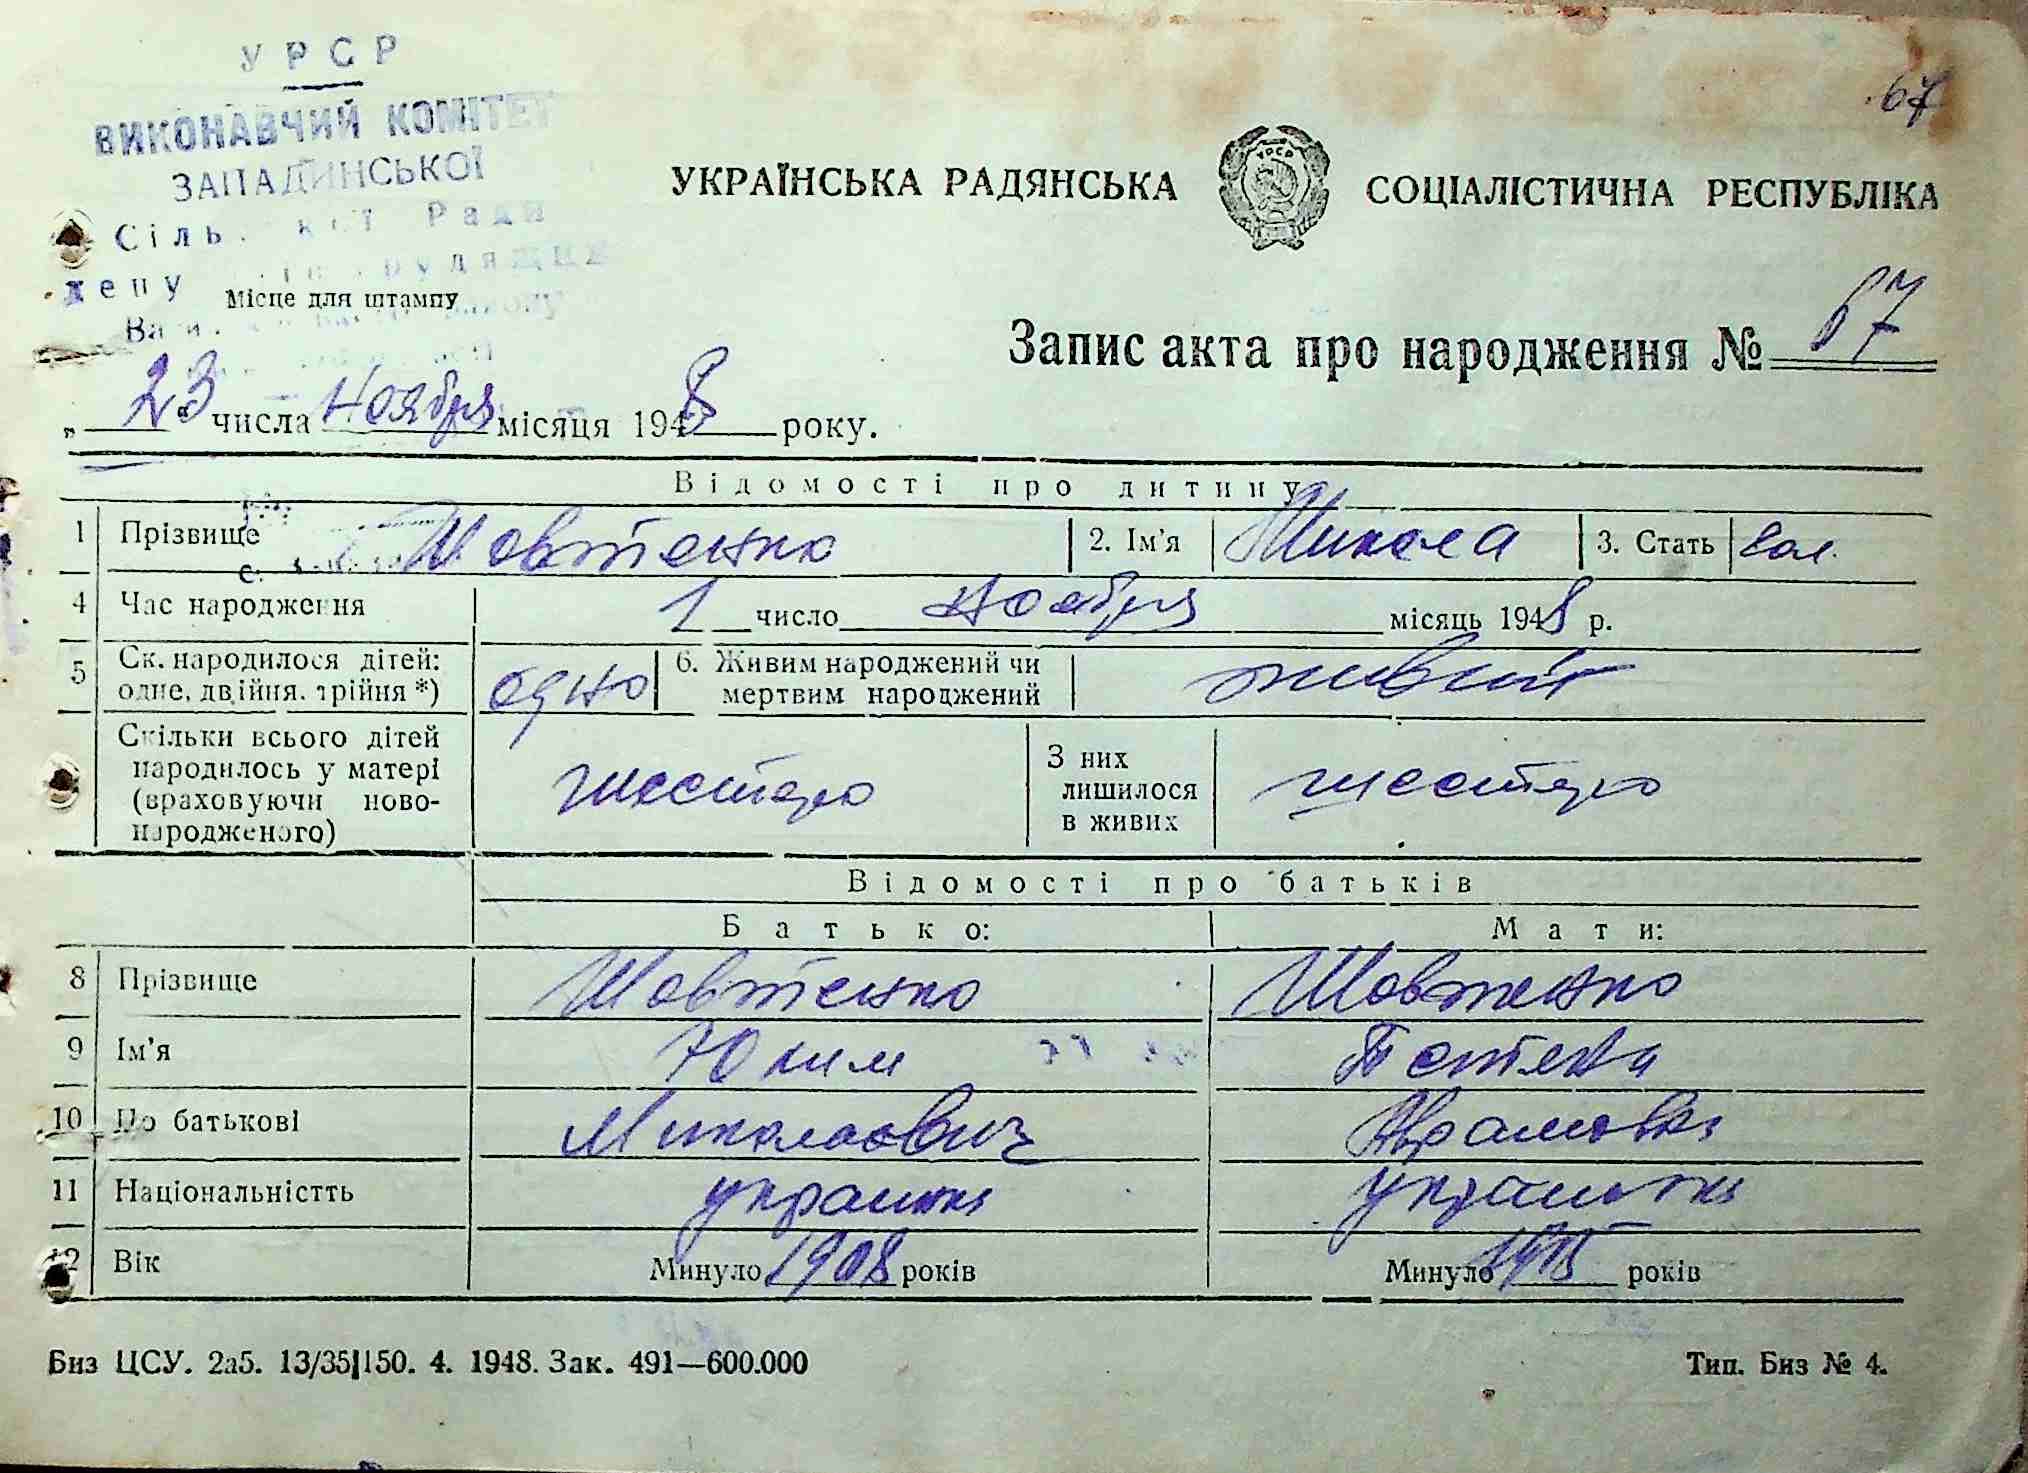 УРСР
67
ВИКОНАВЧИЙ КОМІТЕТ
ЗАПАДИНСЬКОЇ
УКРАЇНСЬКА РАДЯНСЬКА СОЦІАЛІСТИЧНА РЕСПУБЛІКА
Ради
Місце для штампу
Запис акта про народження № 67
„ 23 числа Ноября місяця 1948 року.
Відомості про дитину
1 Прізвище Шовтенко 2. Ім'я Микола 3. Стать
4 Час народження 1 число ноября місяць 1948 р.
5 Ск. народилося дітей: одне, двійня, трійня *) одно 6. Живим народжений чи мертвим народжений живий
Скільки всього дітей народилось у матері (враховуючи новонародженого) шестеро З них лишилося в живих шестеро
Відомості про батьків
Батько: Мати:
8 Прізвище Шовтенко Шовтенко
9 Ім'я Юким
10 По батькові Миколаович
11 Національністть
12 Вік Минуло 1908 років Минуло 1915 років
Биз ЦСУ. 2а5. 13/35|150. 4. 1948. Зак. 491—600.000 Тип. Биз № 4.